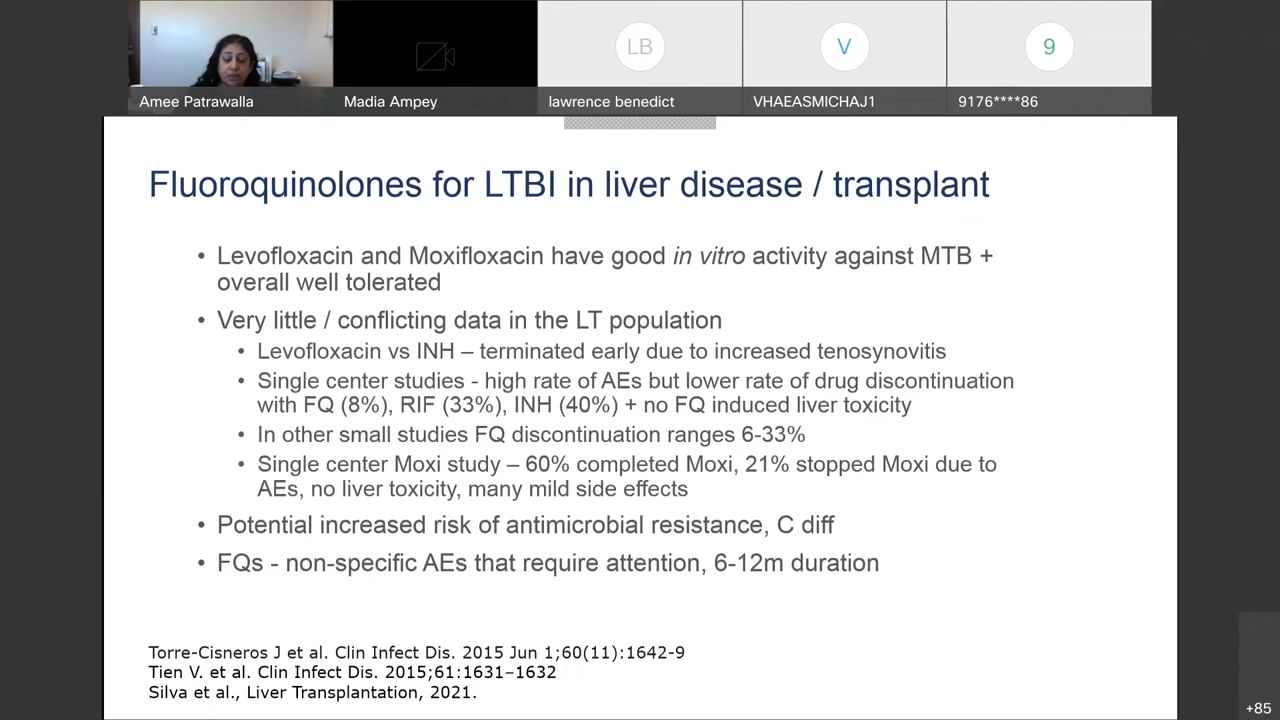 LB
V
9
Amee Patrawalla
Madia Ampey
lawrence benedict
VHAEASMICHAJ1
9176****86
Fluoroquinolones for LTBI in liver disease / transplant
• Levofloxacin and Moxifloxacin have good in vitro activity against MTB +
overall well tolerated
• Very little / conflicting data in the LT population
• Levofloxacin vs INH – terminated early due to increased tenosynovitis
• Single center studies - high rate of AEs but lower rate of drug discontinuation
with FQ (8%), RIF (33%), INH (40%) + no FQ induced liver toxicity
• In other small studies FQ discontinuation ranges 6-33%
• Single center Moxi study – 60% completed Moxi, 21% stopped Moxi due to
AEs, no liver toxicity, many mild side effects
• Potential increased risk of antimicrobial resistance, C diff
• FQs - non-specific AEs that require attention, 6-12m duration
Torre-Cisneros J et al. Clin Infect Dis. 2015 Jun 1;60(11):1642-9
Tien V. et al. Clin Infect Dis. 2015;61:1631–1632
Silva et al., Liver Transplantation, 2021.
+85